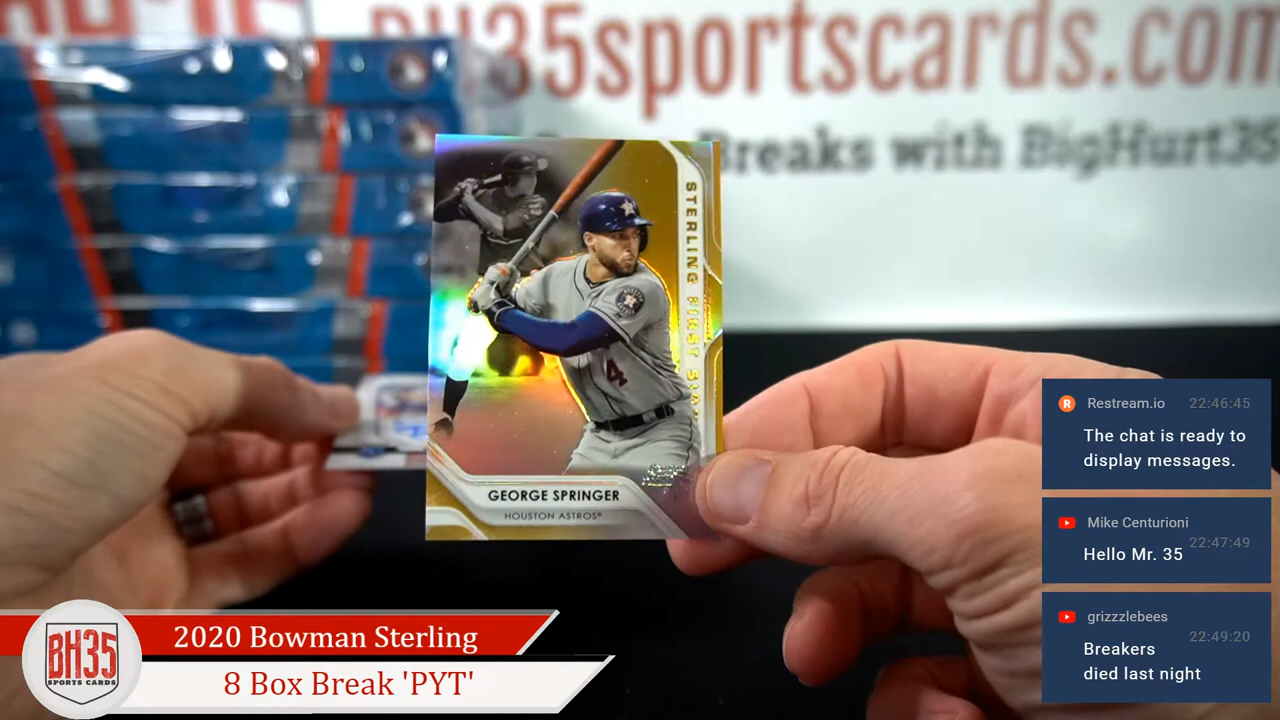 BH35sportscards.com
Breaks with BigHurt35
STERLING FIRST
4
GEORGE SPRINGER
HOUSTON ASTROS®
Restream.io 22:46:45
The chat is ready to
display messages.
Mike Centurioni
22:47:49
Hello Mr. 35
grizzzlebees
22:49:20
Breakers
died last night
BH35
SPORTS CARDS
2020 Bowman Sterling
8 Box Break 'PYT'